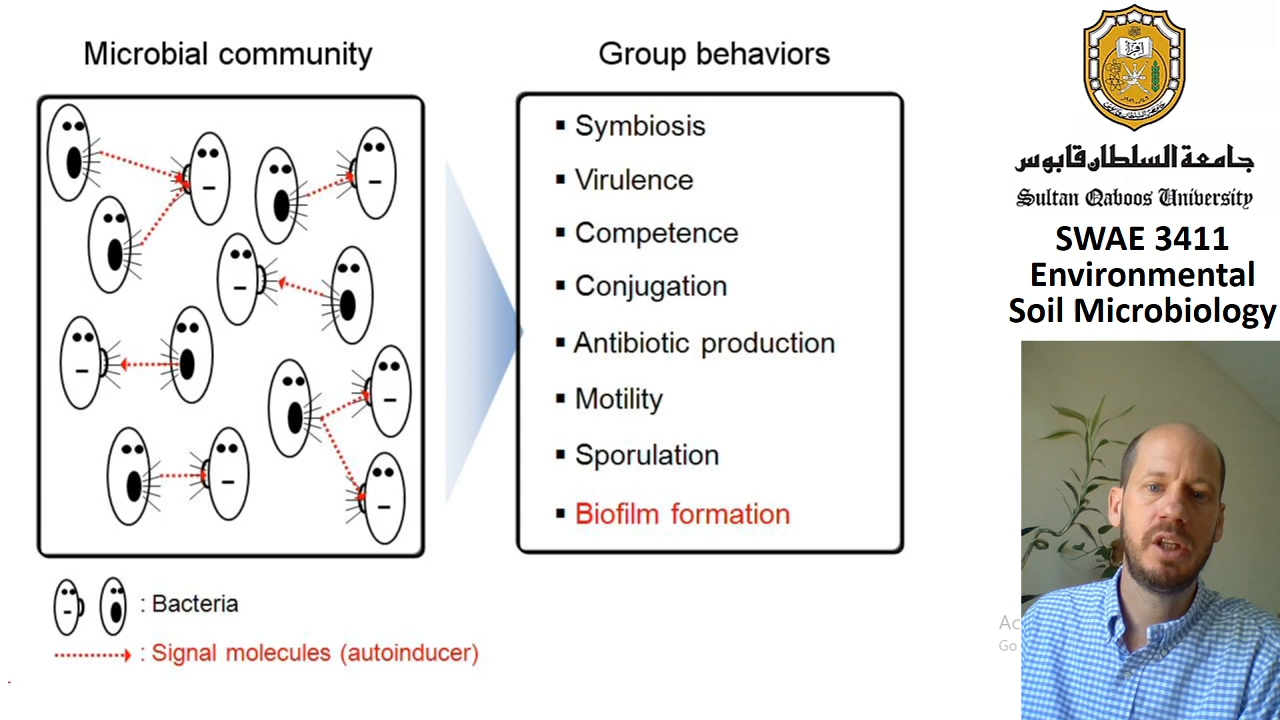 Microbial community
Group behaviors
▪ Symbiosis
▪ Virulence
▪ Competence
▪ Conjugation
▪ Antibiotic production
▪ Motility
▪ Sporulation
▪ Biofilm formation
: Bacteria
: Signal molecules (autoinducer)
جامعة السلطان قابوس
Sultan Qaboos University
SWAE 3411
Environmental
Soil Microbiology
Go